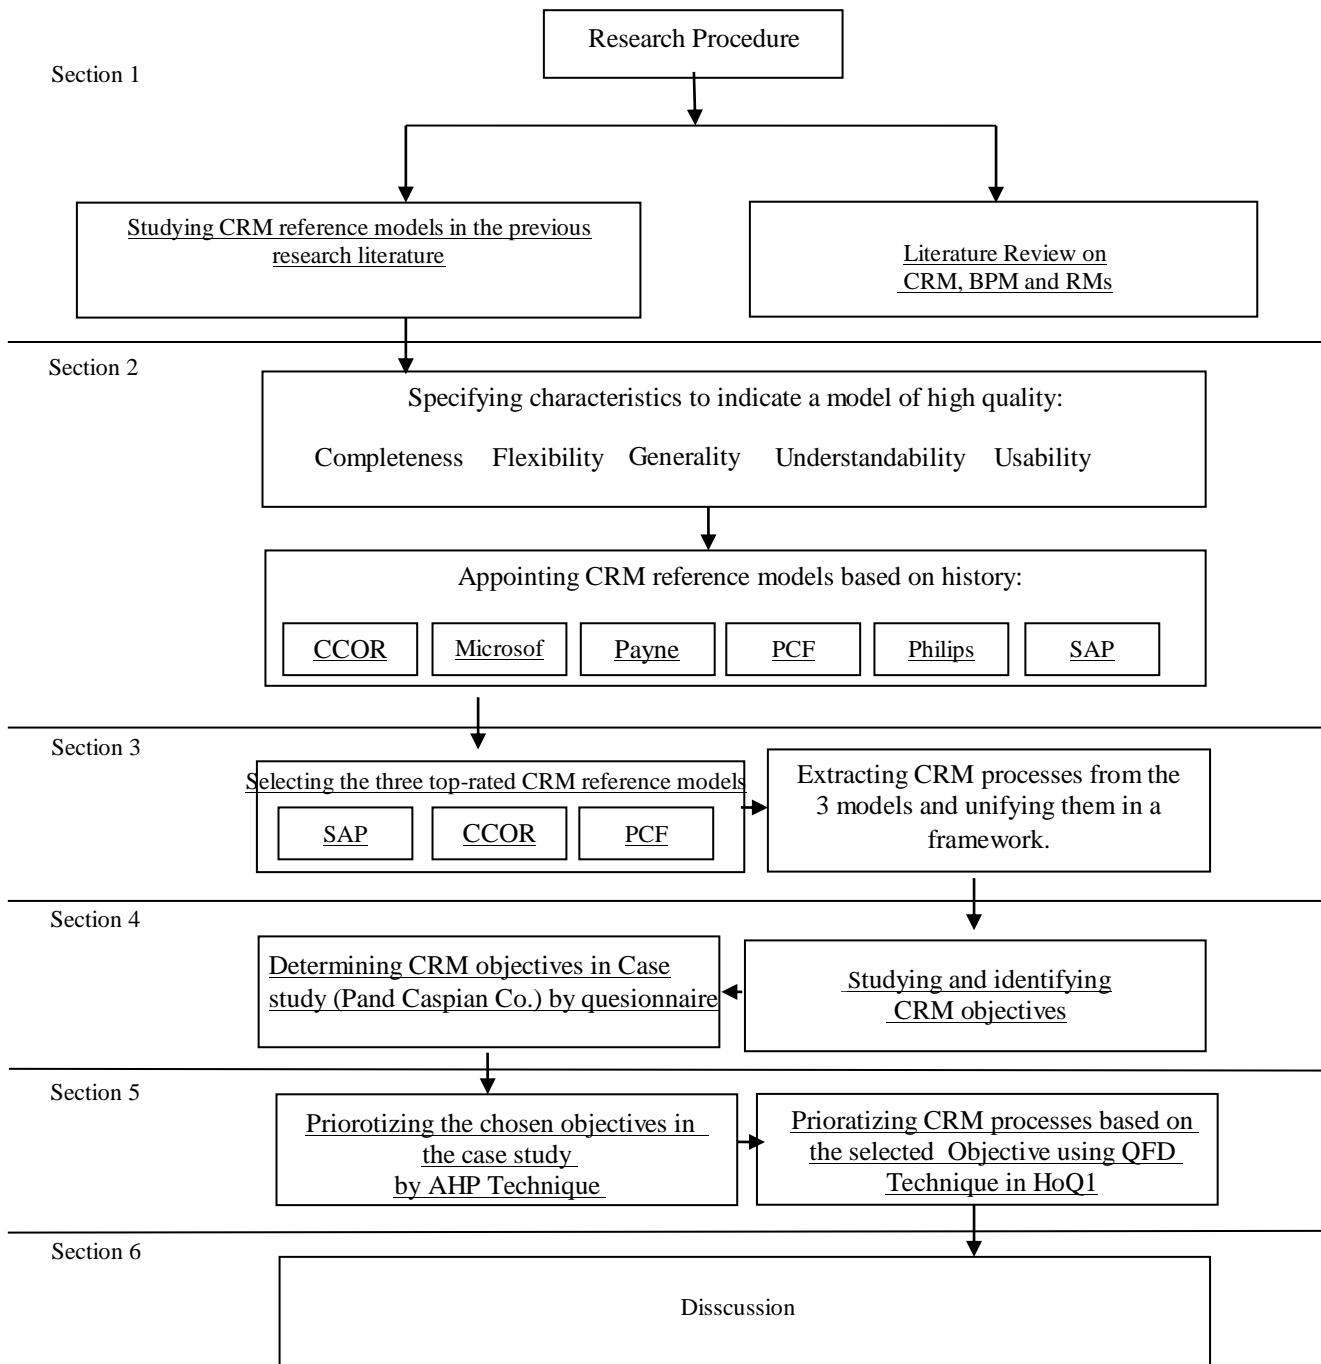 Research Procedure
Section 1
Studying CRM reference models in the previous
research literature
Literature Review on
CRM, BPM and RMs
Section 2
Specifying characteristics to indicate a model of high quality:
Completeness Flexibility Generality Understandability Usability
Appointing CRM reference models based on history:
CCOR Microsof Payne PCF Philips SAP
Section 3
Selecting the three top-rated CRM reference models
SAP CCOR PCF
Extracting CRM processes from the
3 models and unifying them in a
framework.
Section 4
Determining CRM objectives in Case
study (Pand Caspian Co.) by quesionnaire
Studying and identifying
CRM objectives
Section 5
Priorotizing the chosen objectives in
the case study
by AHP Technique
Prioratizing CRM processes based on
the selected Objective using QFD
Technique in HoQ1
Section 6
Disscussion